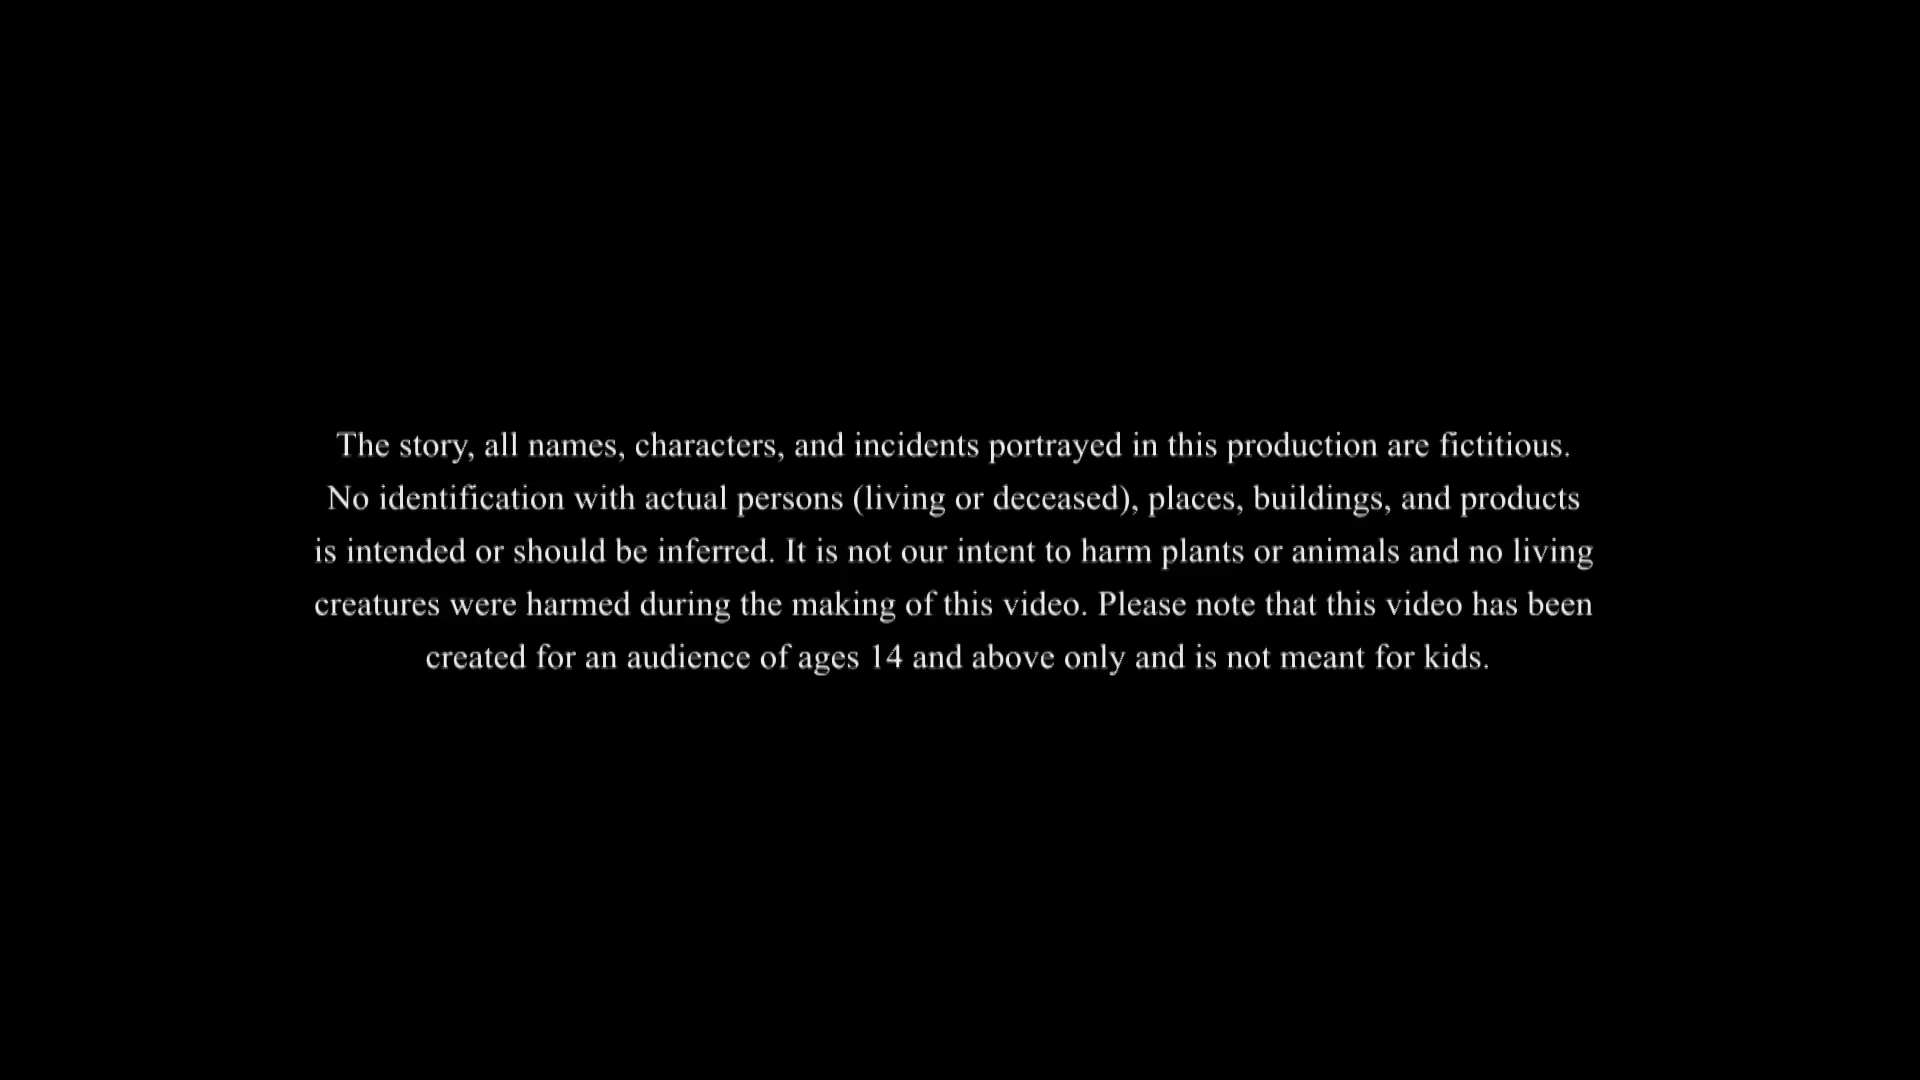 The story, all names, characters, and incidents portrayed in this production are fictitious.
No identification with actual persons (living or deceased), places, buildings, and products
is intended or should be inferred. It is not our intent to harm plants or animals and no living
creatures were harmed during the making of this video. Please note that this video has been
created for an audience of ages 14 and above only and is not meant for kids.